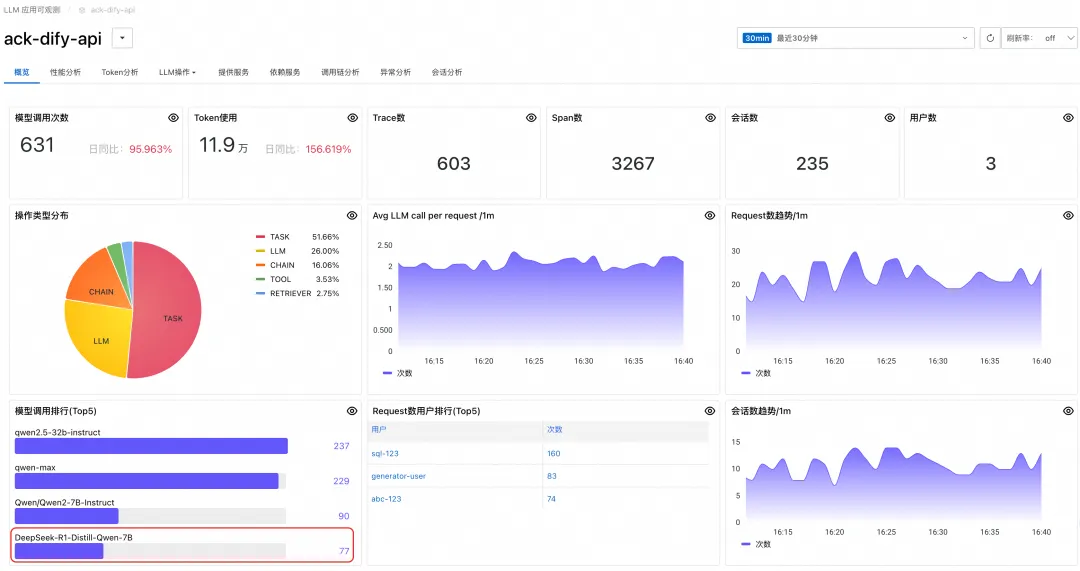 LLM 应用可观测 / ack-dify-api
ack-dify-api
30min 最近30分钟
刷新率: off
概览 性能分析 Token分析 LLM操作 提供服务 依赖服务 调用链分析 异常分析 会话分析
模型调用次数
631 日同比: 95.963%
Token使用
11.9 万 日同比: 156.619%
Trace数
603
Span数
3267
会话数
235
用户数
3
操作类型分布
CHAIN
LLM
TASK
TASK 51.66%
LLM 26.00%
CHAIN 16.06%
TOOL 3.53%
RETRIEVER 2.75%
Avg LLM call per request /1m
2.50
2
1.50
1
0.500
0
16:15 16:20 16:25 16:30 16:35 16:40
次数
Request数趋势/1m
30
20
10
0
16:15 16:20 16:25 16:30 16:35 16:40
次数
模型调用排行(Top5)
qwen2.5-32b-instruct
237
qwen-max
229
Qwen/Qwen2-7B-Instruct
90
DeepSeek-R1-Distill-Qwen-7B
77
Request数用户排行(Top5)
用户 次数
sql-123 160
generator-user 83
abc-123 74
会话数趋势/1m
15
10
5
0
16:15 16:20 16:25 16:30 16:35 16:40
次数